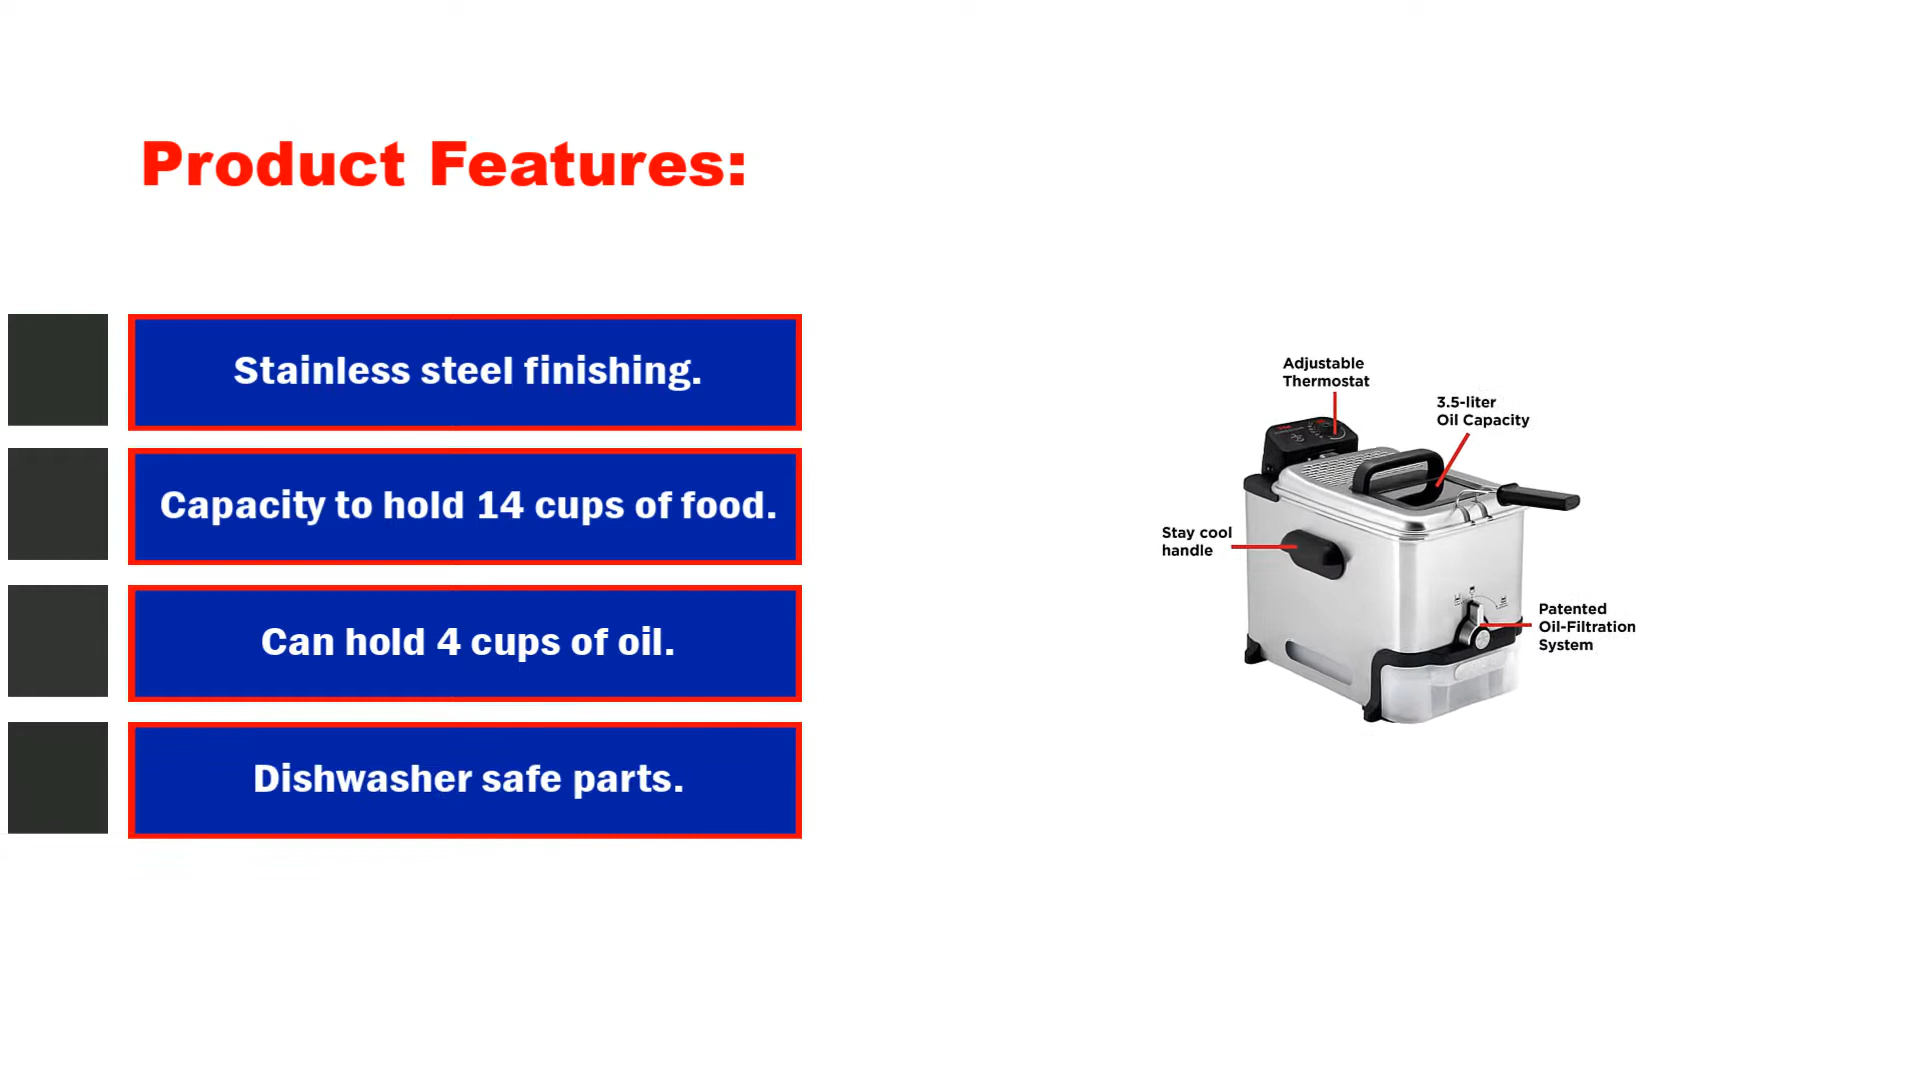 Product Features:
Stainless steel finishing.
Capacity to hold 14 cups of food.
Can hold 4 cups of oil.
Dishwasher safe parts.
Adjustable
Thermostat
3.5-liter
Oil Capacity
Stay cool
handle
Patented
Oil-Filtration
System